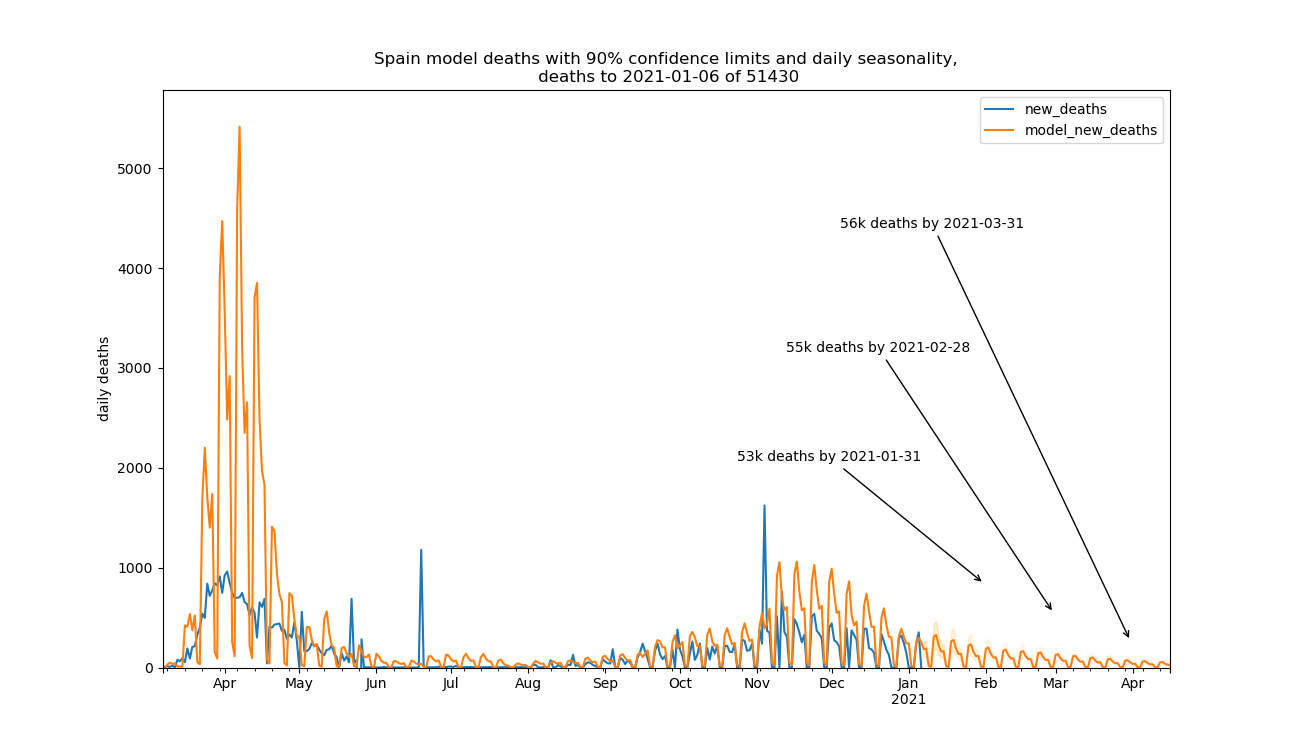 Spain model deaths with 90% confidence limits and daily seasonality,
deaths to 2021-01-06 of 51430
new_deaths
model_new_deaths
5000
4000
3000
2000
1000
0
daily deaths
56k deaths by 2021-03-31
55k deaths by 2021-02-28
53k deaths by 2021-01-31
Apr May Jun Jul Aug Sep Oct Nov Dec Jan Feb Mar Apr
2021